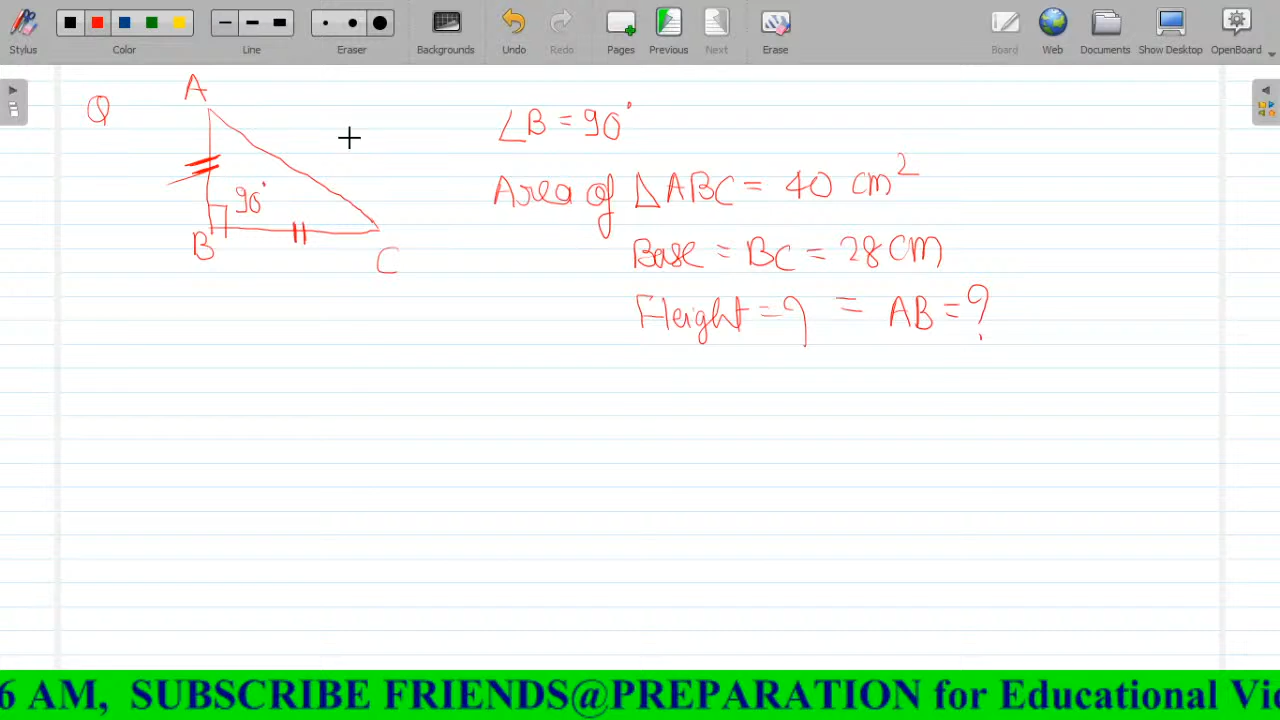 Stylus
Color
Line
Eraser
Backgrounds
Undo
Redo
Pages
Previous
Next
Erase
Board
Web
Documents
Show Desktop
OpenBoard
Q
A
90°
B
C
∠B = 90°
Area of △ABC = 40 cm²
Base = BC = 28 CM
Height = ? = AB = ?
6 AM, SUBSCRIBE FRIENDS@PREPARATION for Educational Vi